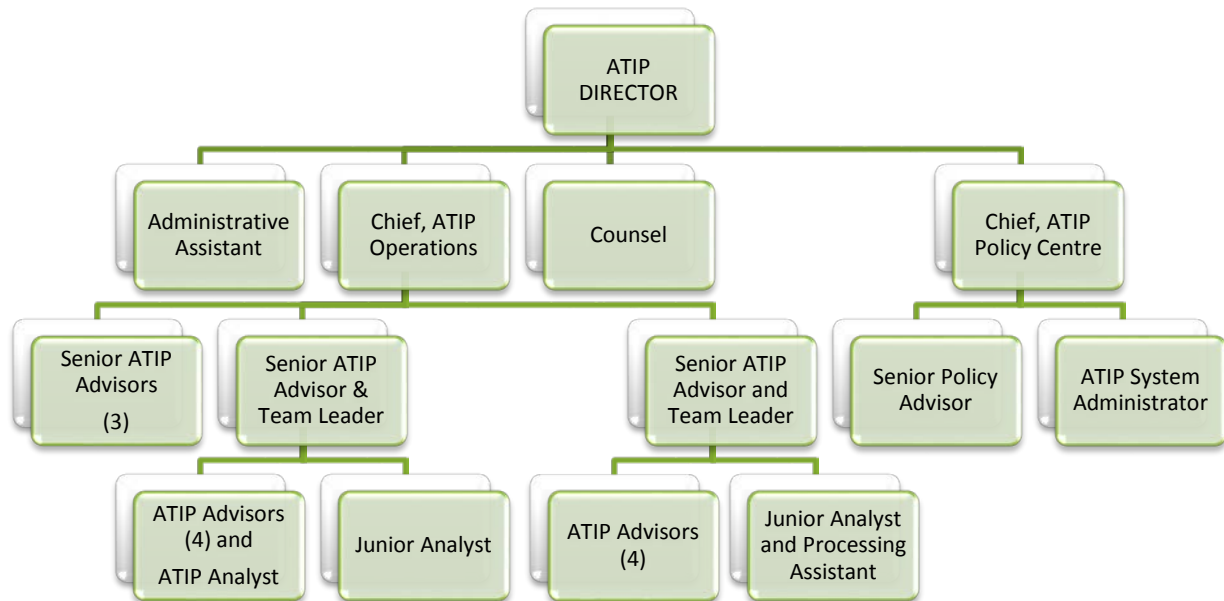 ATIP
DIRECTOR
Administrative
Assistant
Chief, ATIP
Operations
Counsel
Chief, ATIP
Policy Centre
Senior ATIP
Advisors
(3)
Senior ATIP
Advisor &
Team Leader
Senior ATIP
Advisor and
Team Leader
Senior Policy
Advisor
ATIP System
Administrator
ATIP Advisors
(4) and
ATIP Analyst
Junior Analyst
ATIP Advisors
(4)
Junior Analyst
and Processing
Assistant